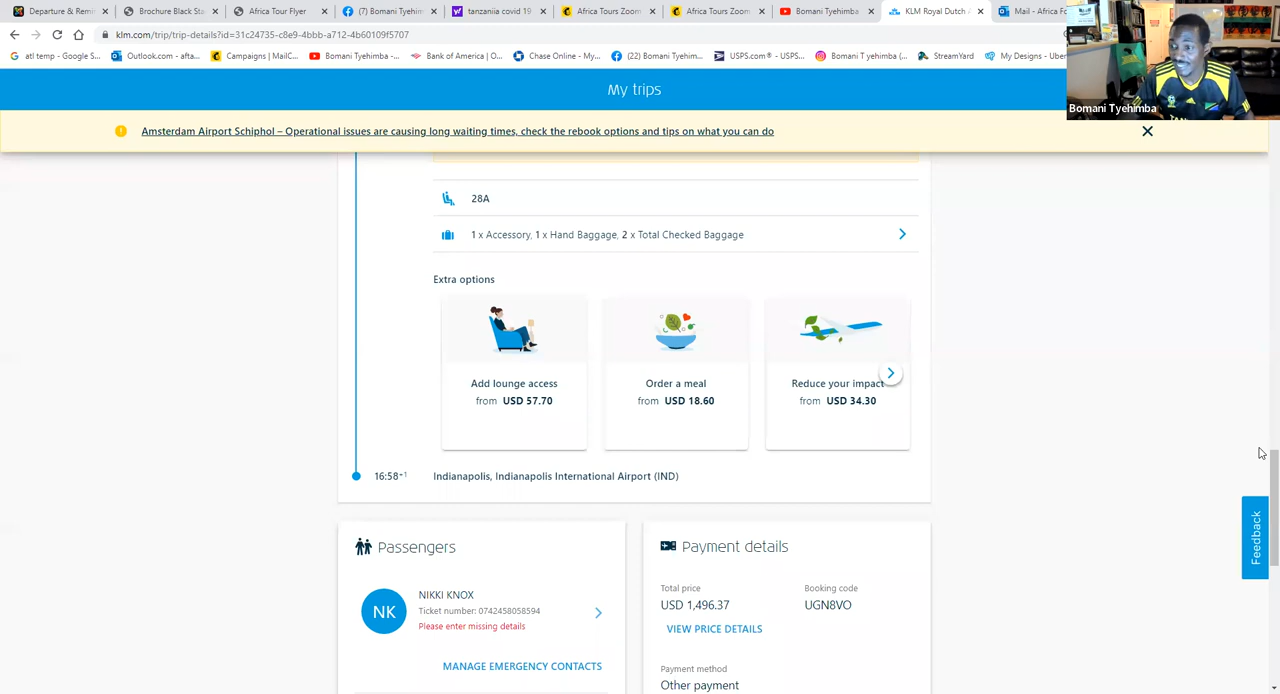 Departure & Remi
Brochure Black Sta
Africa Tour Flyer
(7) Bomani Tyehim
tanzaniia covid 19
Africa Tours Zoom
Africa Tours Zoom
Bomani Tyehimba
KLM Royal Dutch A
Mail - Africa Fo
klm.com/trip/trip-details?id=31c24735-c8e9-4bbb-a712-4b60109f5707
atl temp - Google S...
Outlook.com - afta...
Campaigns | MailC...
Bomani Tyehimba -...
Bank of America | O...
Chase Online - My...
(22) Bomani Tyehim...
USPS.com® - USPS...
Bomani T yehimba (...
StreamYard
My Designs - Uber
Bomani Tyehimba
My trips
Amsterdam Airport Schiphol – Operational issues are causing long waiting times, check the rebook options and tips on what you can do
28A
1 x Accessory, 1 x Hand Baggage, 2 x Total Checked Baggage
Extra options
Add lounge access
from USD 57.70
Order a meal
from USD 18.60
Reduce your impact
from USD 34.30
16:58+1 Indianapolis, Indianapolis International Airport (IND)
Feedback
Passengers
NK
NIKKI KNOX
Ticket number: 0742458058594
Please enter missing details
MANAGE EMERGENCY CONTACTS
Payment details
Total price
USD 1,496.37
Booking code
UGN8VO
VIEW PRICE DETAILS
Payment method
Other payment